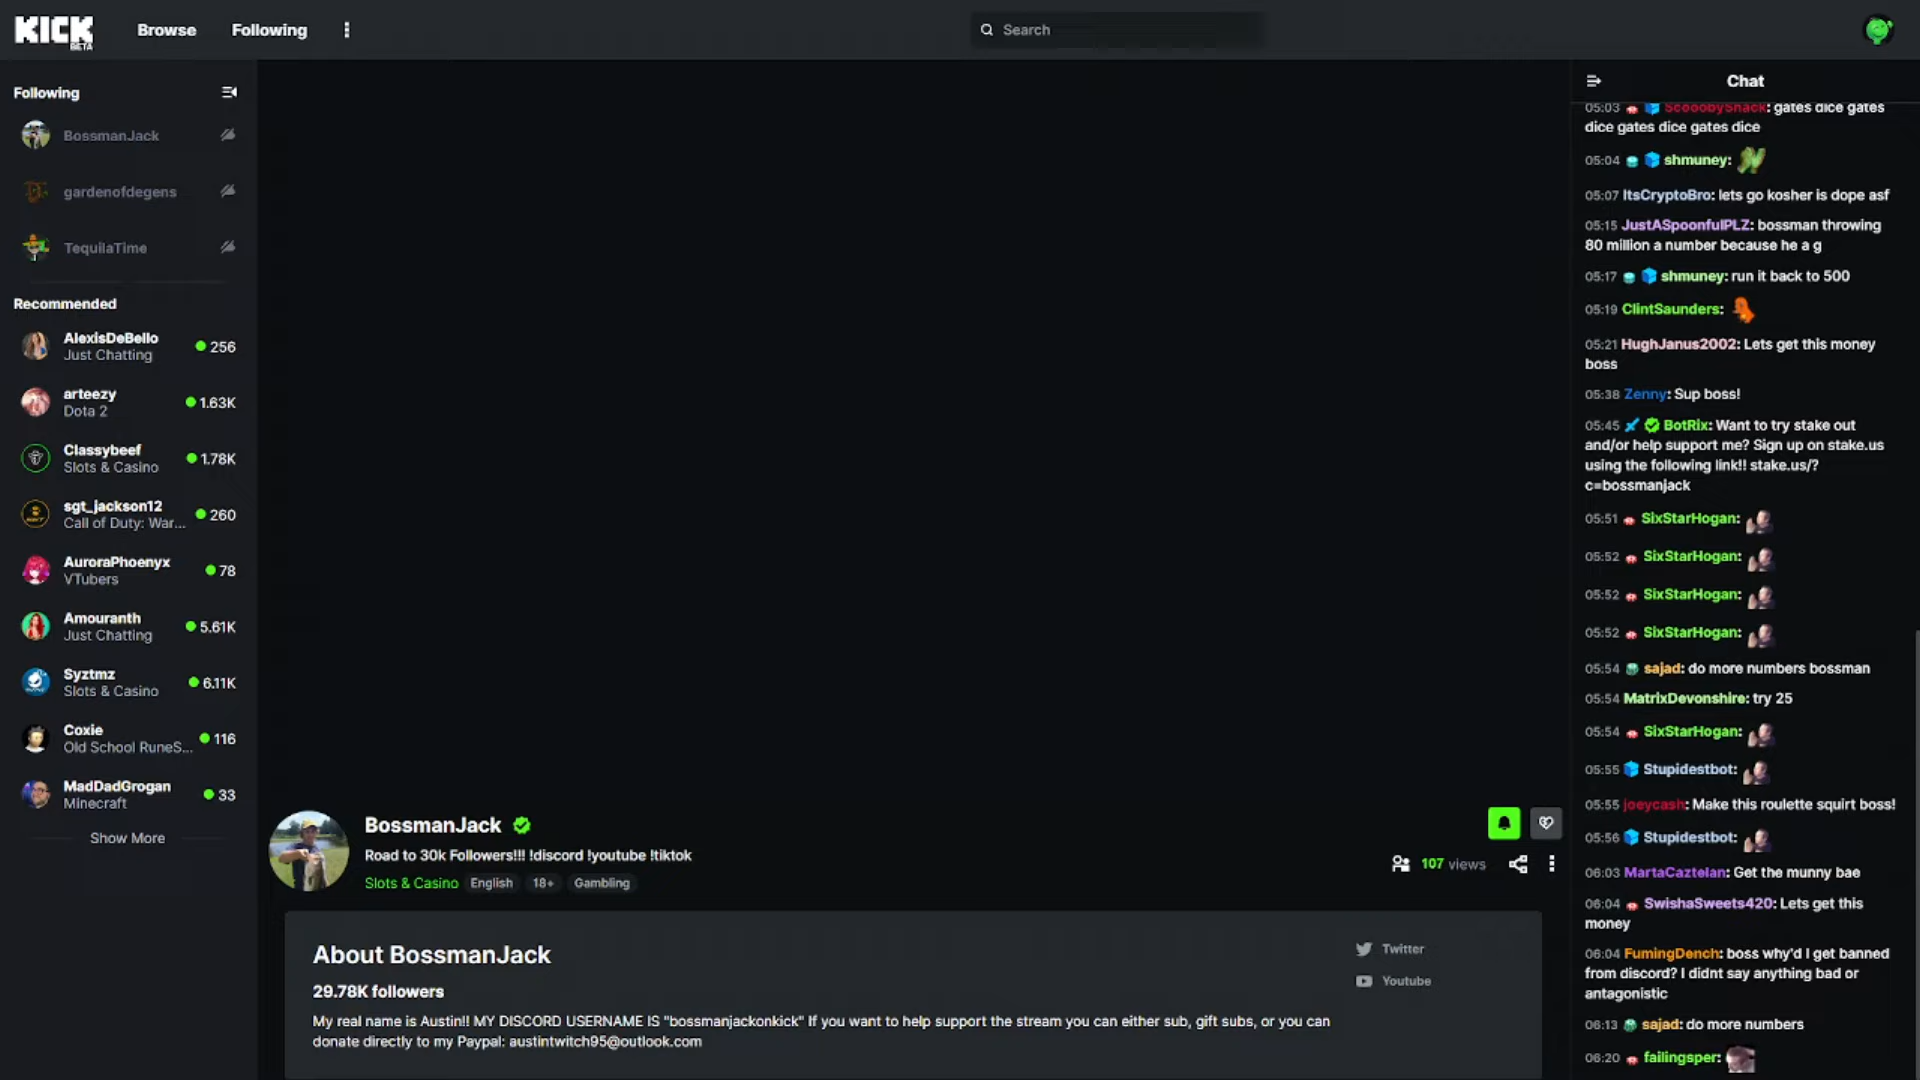 KICK
BETA
Browse
Following
Search
Following
BossmanJack
gardenofdegens
TequilaTime
Recommended
AlexisDeBello
Just Chatting
256
arteezy
Dota 2
1.63K
Classybeef
Slots & Casino
1.78K
sgt_jackson12
Call of Duty: War...
260
AuroraPhoenyx
VTubers
78
Amouranth
Just Chatting
5.61K
Syztmz
Slots & Casino
6.11K
Coxie
Old School RuneS...
116
MadDadGrogan
Minecraft
33
Show More
BossmanJack
Road to 30k Followers!!! !discord !youtube !tiktok
Slots & Casino English 18+ Gambling
107 views
About BossmanJack
29.78K followers
My real name is Austin!! MY DISCORD USERNAME IS "bossmanjackonkick" If you want to help support the stream you can either sub, gift subs, or you can
donate directly to my Paypal: austintwitch95@outlook.com
Twitter
Youtube
Chat
05:03 ScooobySnack: gates dice gates
dice gates dice gates dice
05:04 shmuney:
05:07 ItsCryptoBro: lets go kosher is dope asf
05:15 JustASpoonfulPLZ: bossman throwing
80 million a number because he a g
05:17 shmuney: run it back to 500
05:19 ClintSaunders:
05:21 HughJanus2002: Lets get this money
boss
05:38 Zenny: Sup boss!
05:45 BotRix: Want to try stake out
and/or help support me? Sign up on stake.us
using the following link!! stake.us/?
c=bossmanjack
05:51 SixStarHogan:
05:52 SixStarHogan:
05:52 SixStarHogan:
05:52 SixStarHogan:
05:54 sajad: do more numbers bossman
05:54 MatrixDevonshire: try 25
05:54 SixStarHogan:
05:55 Stupidestbot:
05:55 joeycash: Make this roulette squirt boss!
05:56 Stupidestbot:
06:03 MartaCaztelan: Get the munny bae
06:04 SwishaSweets420: Lets get this
money
06:04 FumingDench: boss why'd I get banned
from discord? I didnt say anything bad or
antagonistic
06:13 sajad: do more numbers
06:20 failingsper: